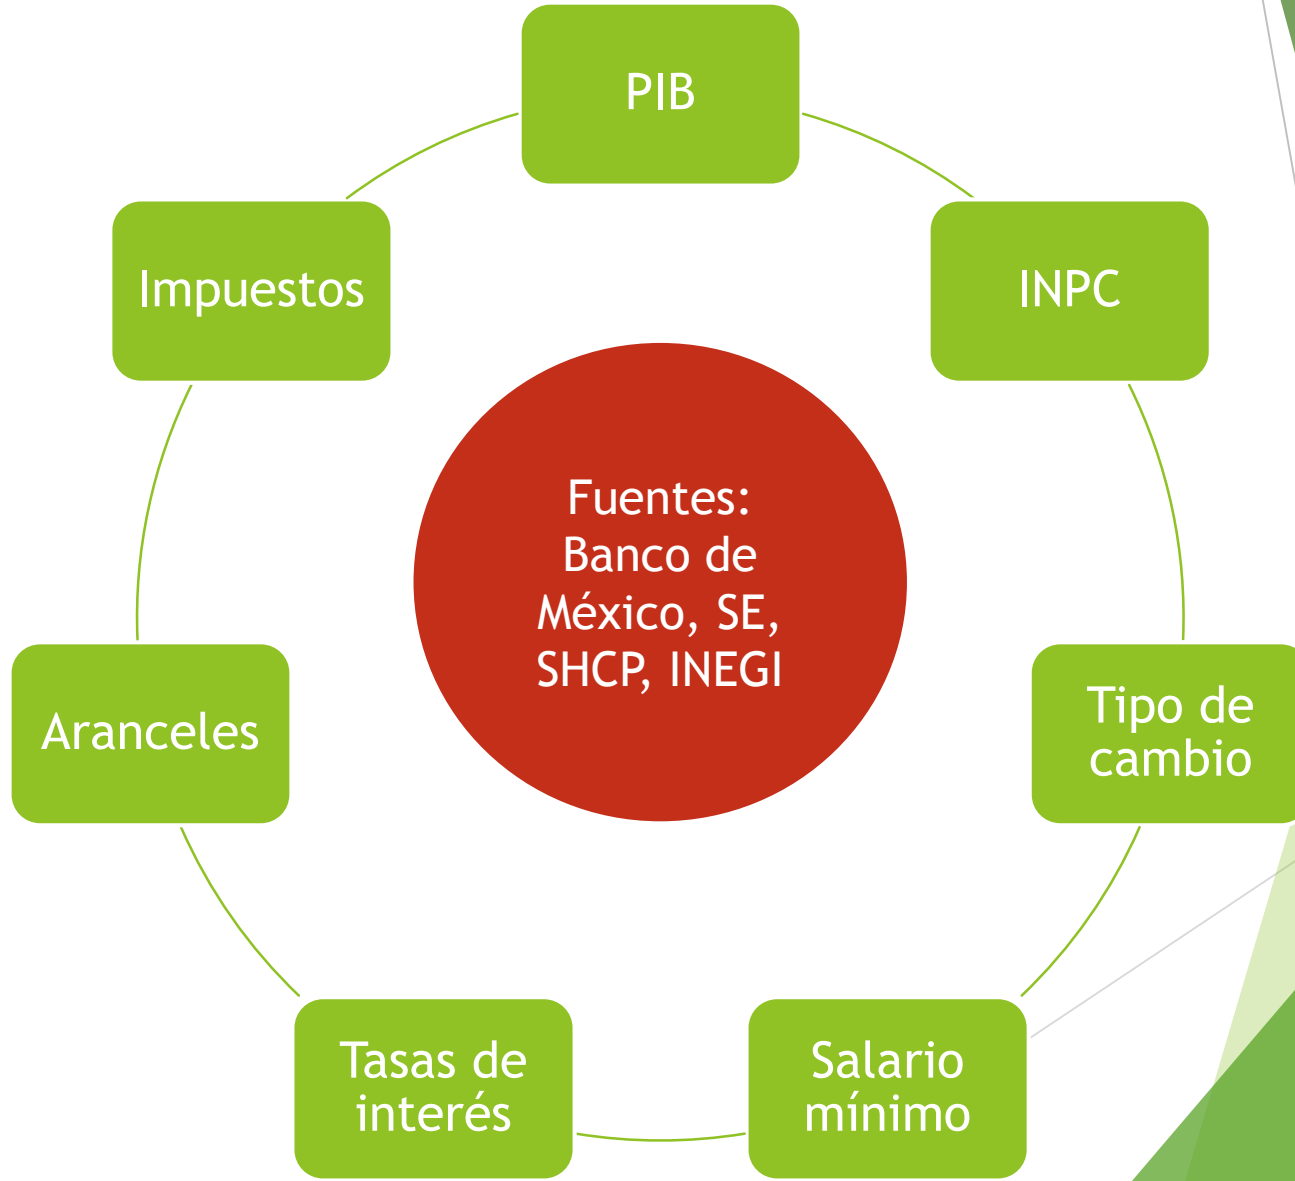 PIB
INPC
Tipo de
cambio
Salario
mínimo
Tasas de
interés
Aranceles
Impuestos
Fuentes:
Banco de
México, SE,
SHCP, INEGI